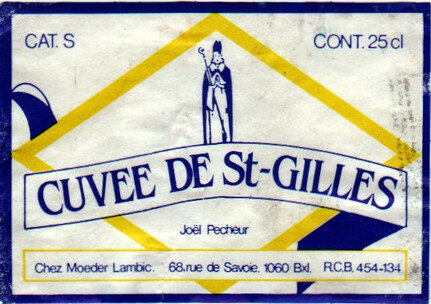 CAT. S
CONT. 25 cl
CUVEE DE St-GILLES
Joël Pecheur
Chez Moeder Lambic. 68.rue de Savoie. 1060 Bxl. R.C.B. 454-134